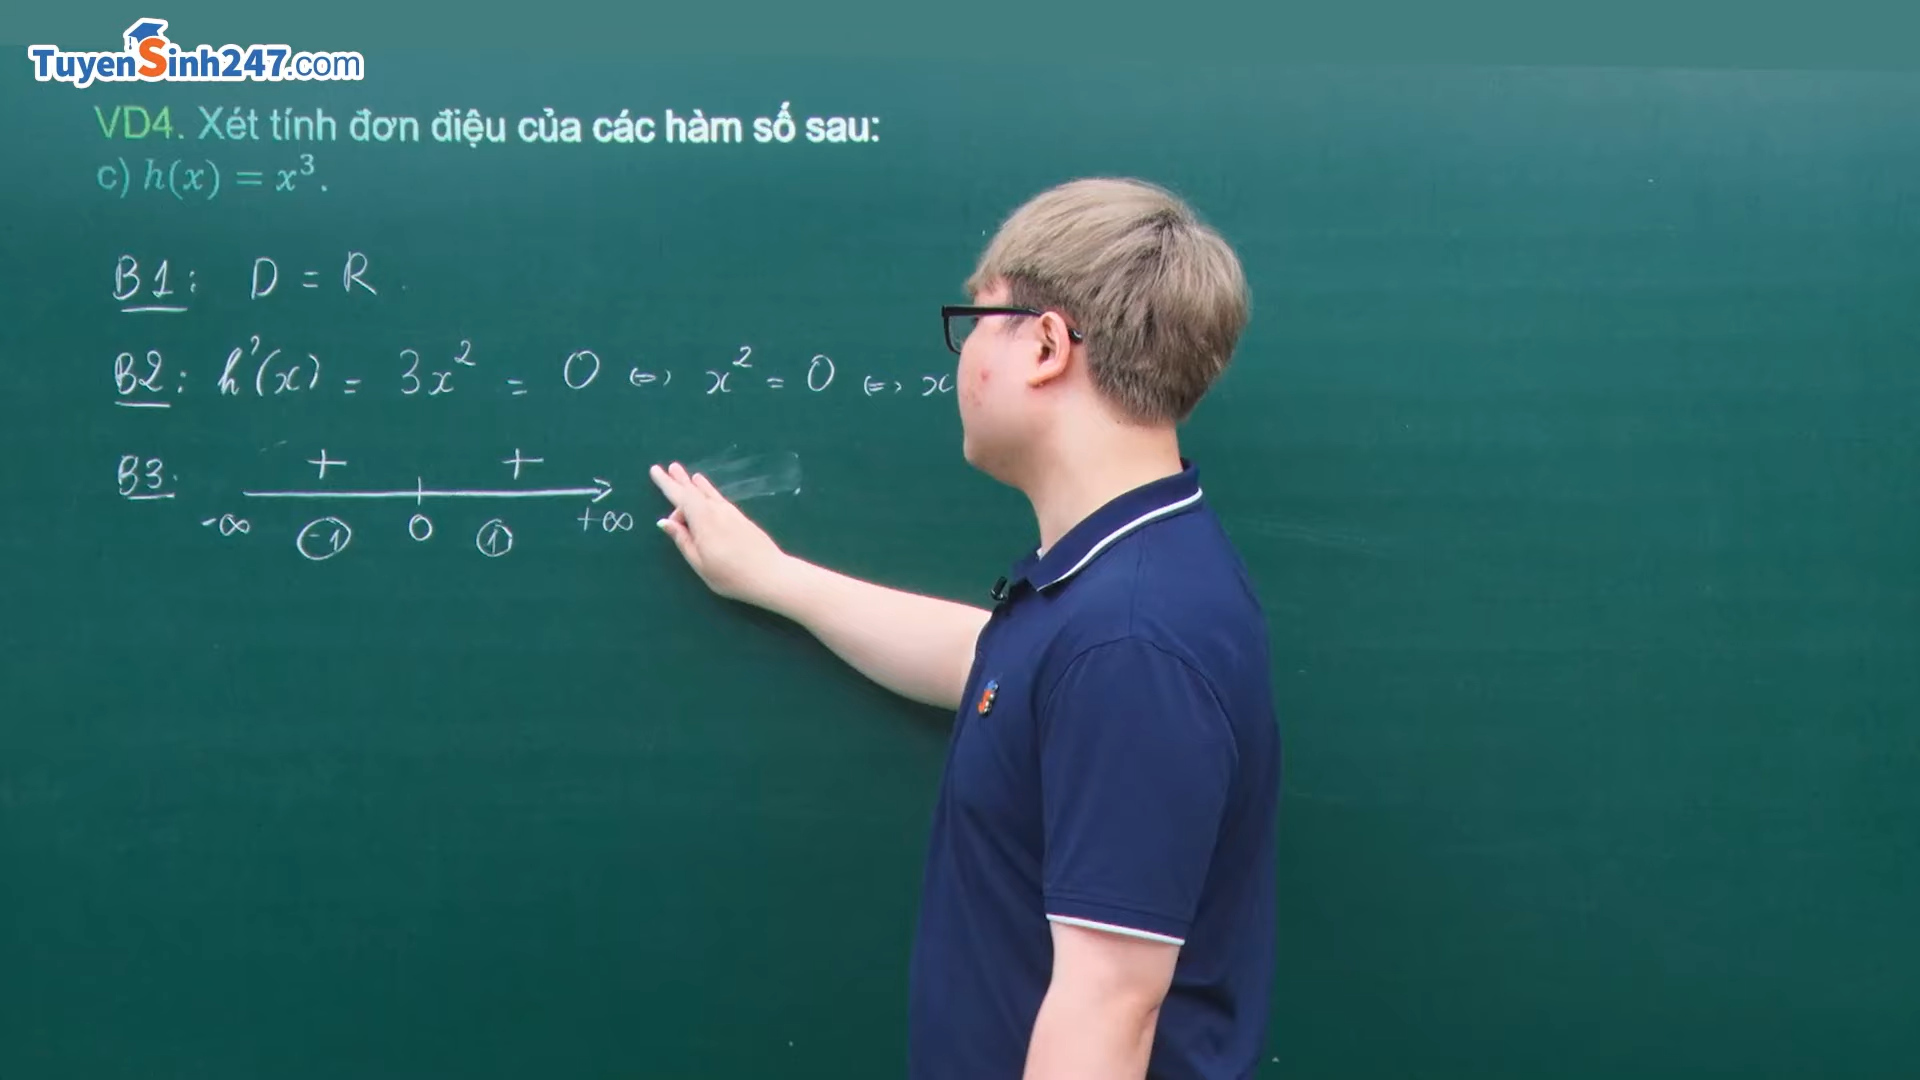 TuyenSinh247.com
VD4. Xét tính đơn điệu của các hàm số sau:
c) h(x) = x³.
B1: D = R.
B2: h'(x) = 3x² = 0 ⇔ x² = 0 ⇔ x
B3.
+ +
-∞ -1 0 1 +∞